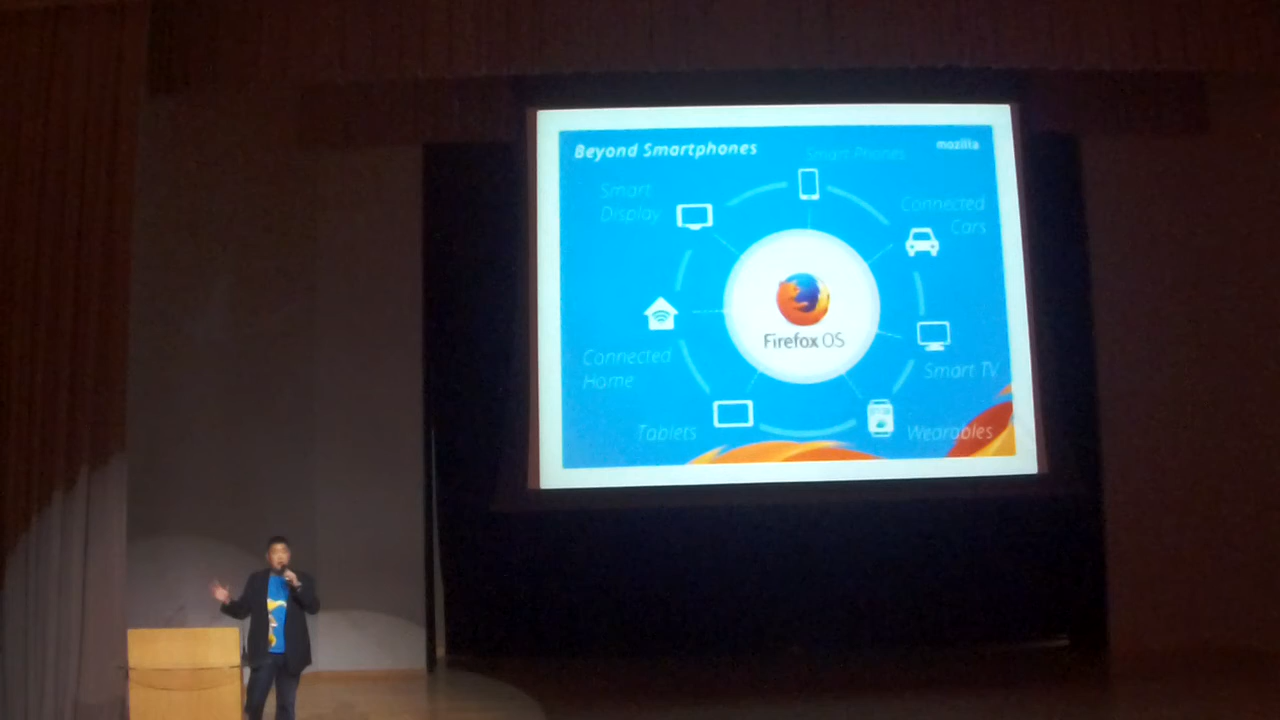 Beyond Smartphones
mozilla
Smart Phones
Smart
Display
Connected
Cars
Firefox OS
Connected
Home
Smart TV
Tablets
Wearables